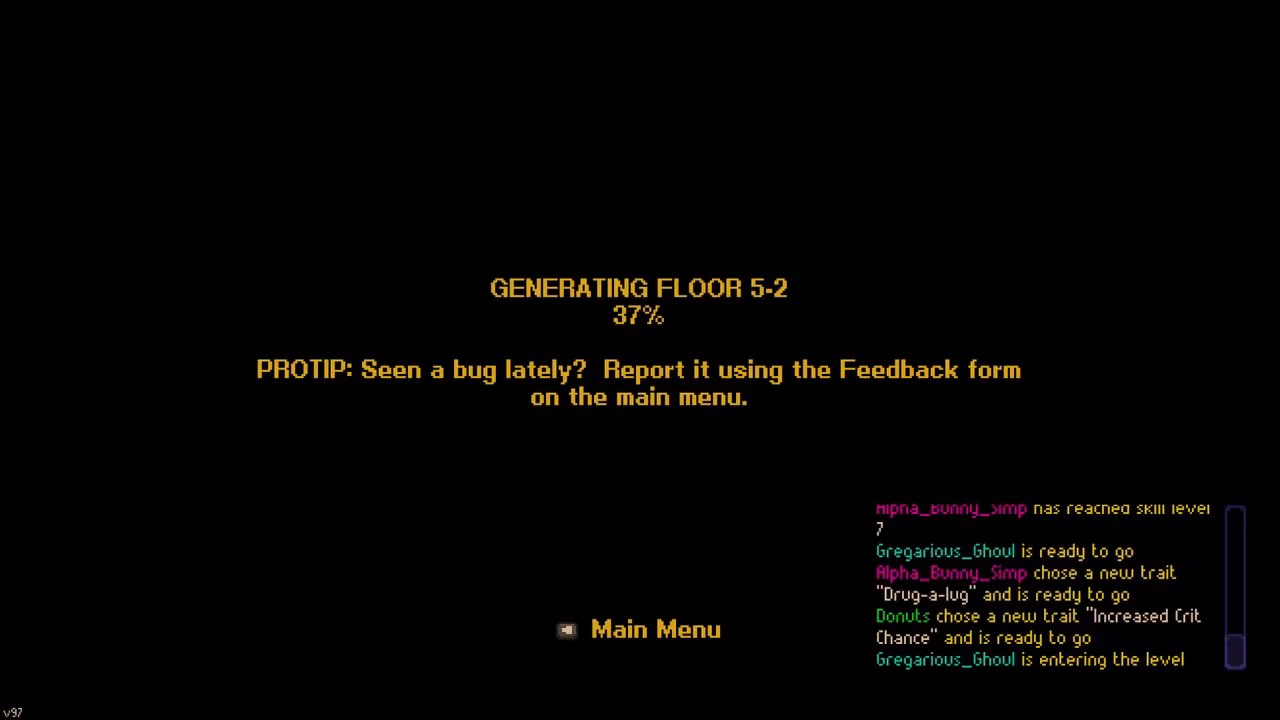 GENERATING FLOOR 5-2
37%
PROTIP: Seen a bug lately? Report it using the Feedback form
on the main menu.
Alpha_Bunny_Simp has reached skill level
7
Gregarious_Ghoul is ready to go
Alpha_Bunny_Simp chose a new trait
"Drug-a-lug" and is ready to go
Donuts chose a new trait "Increased Crit
Chance" and is ready to go
Gregarious_Ghoul is entering the level
Main Menu
v97